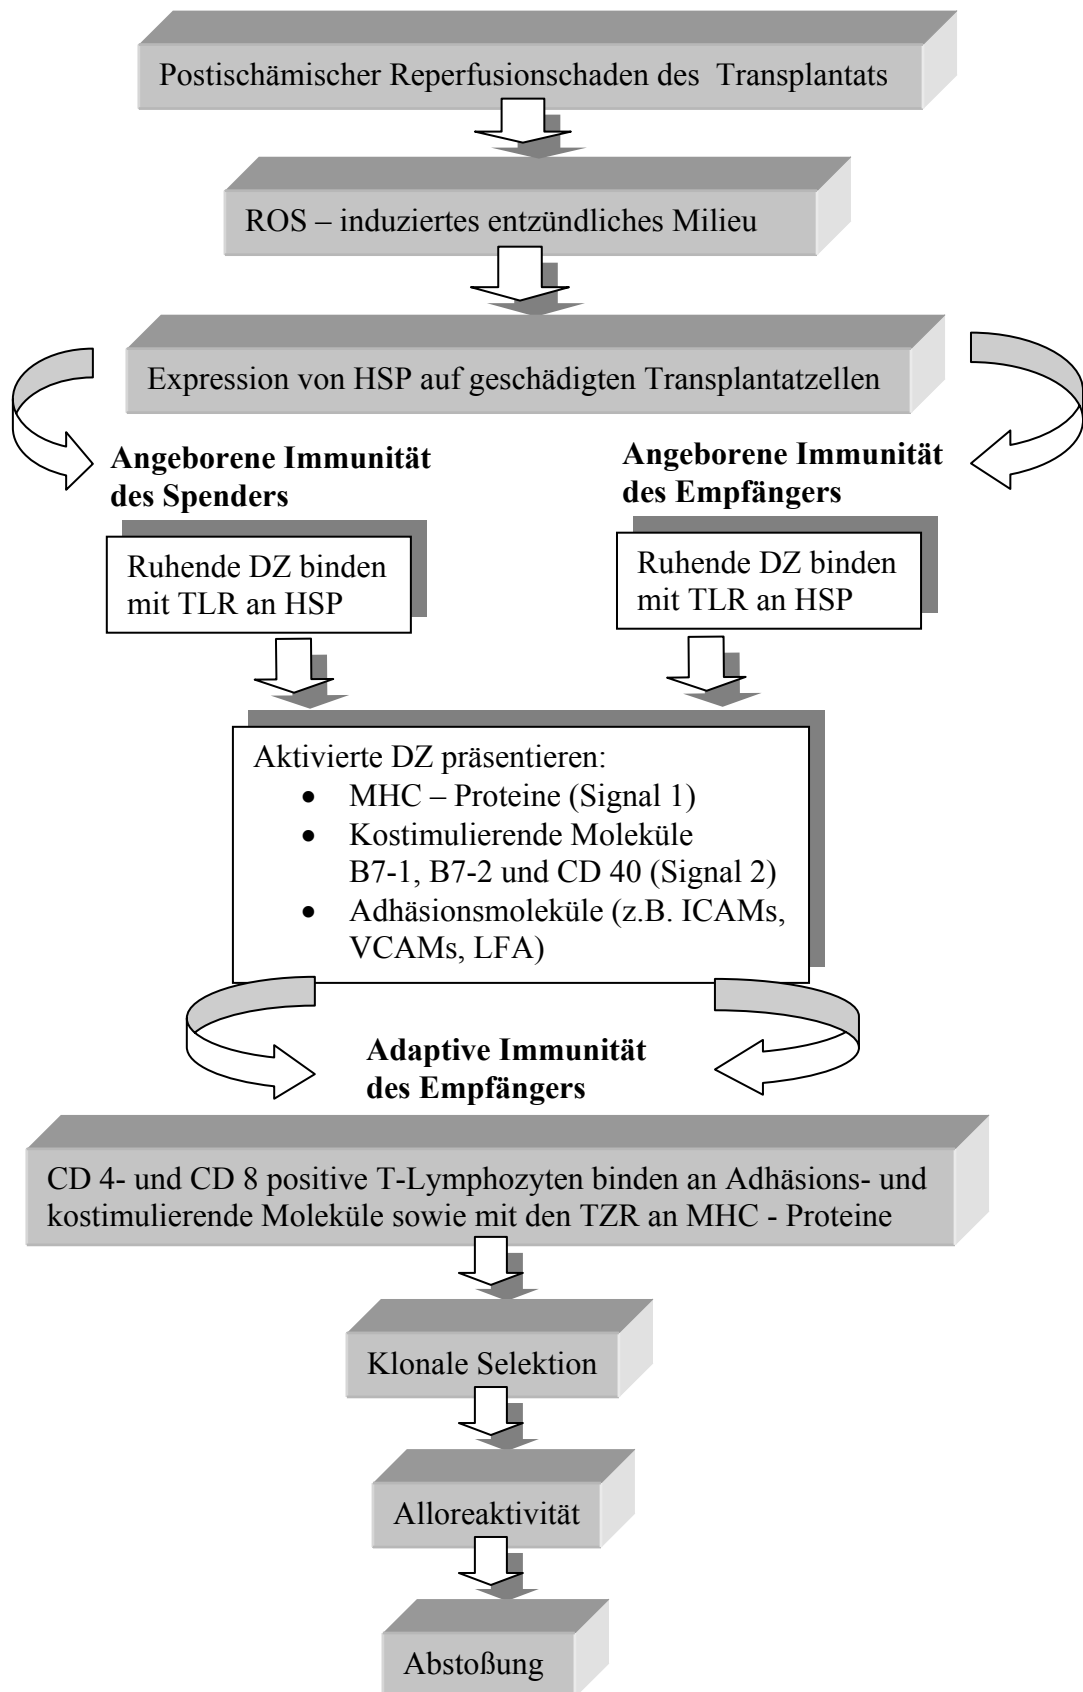 Postischämischer Reperfusionschaden des Transplantats
ROS – induziertes entzündliches Milieu
Expression von HSP auf geschädigten Transplantatzellen
Angeborene Immunität
des Spenders
Angeborene Immunität
des Empfängers
Ruhende DZ binden
mit TLR an HSP
Ruhende DZ binden
mit TLR an HSP
Aktivierte DZ präsentieren:
• MHC – Proteine (Signal 1)
• Kostimulierende Moleküle
B7-1, B7-2 und CD 40 (Signal 2)
• Adhäsionsmoleküle (z.B. ICAMs,
VCAMs, LFA)
Adaptive Immunität
des Empfängers
CD 4- und CD 8 positive T-Lymphozyten binden an Adhäsions- und
kostimulierende Moleküle sowie mit den TZR an MHC - Proteine
Klonale Selektion
Alloreaktivität
Abstoßung